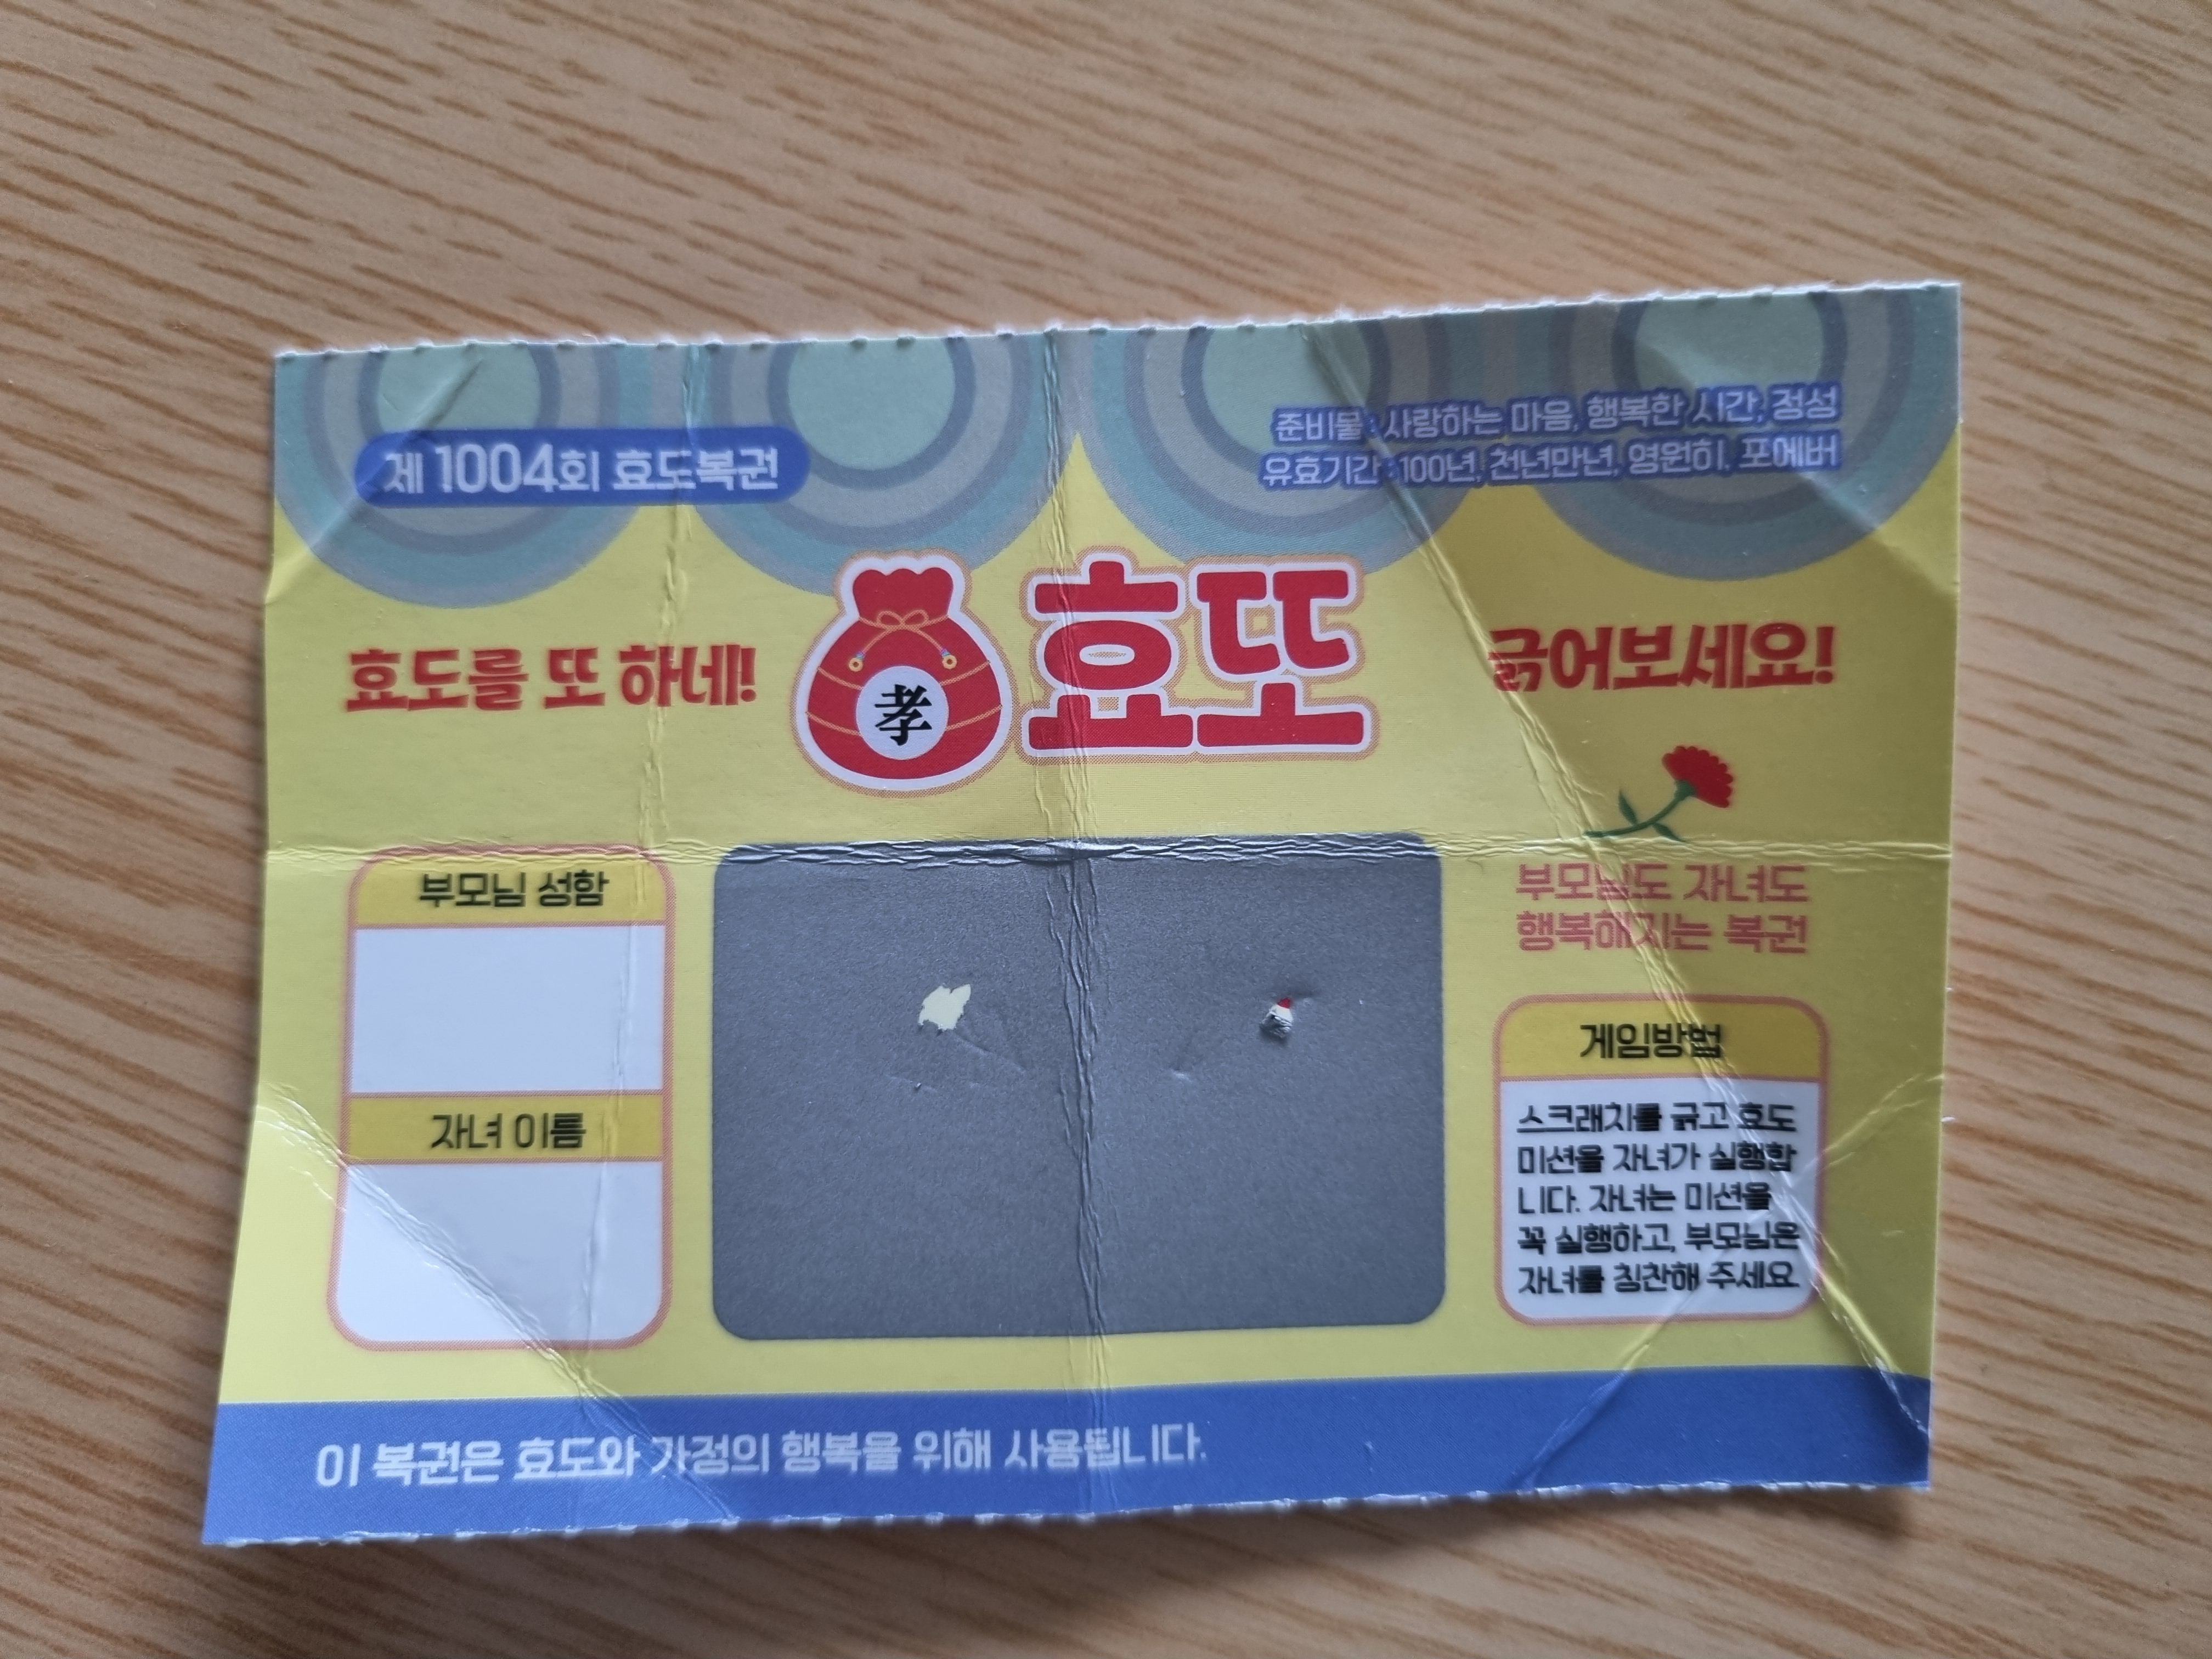 제 1004회 효도복권
준비물 : 사랑하는 마음, 행복한 시간, 정성
유효기간 : 100년, 천년만년, 영원히, 포에버
효도를 또 하네!
孝
효또
긁어보세효!
부모님 성함
자녀 이름
부모님도 자녀도
행복해지는 복권
게임방법
스크래치를 긁고 효도
미션을 자녀가 실행합
니다. 자녀는 미션을
꼭 실행하고 부모님은
자녀를 칭찬해 주세요
이 복권은 효도와 가정의 행복을 위해 사용됩니다.